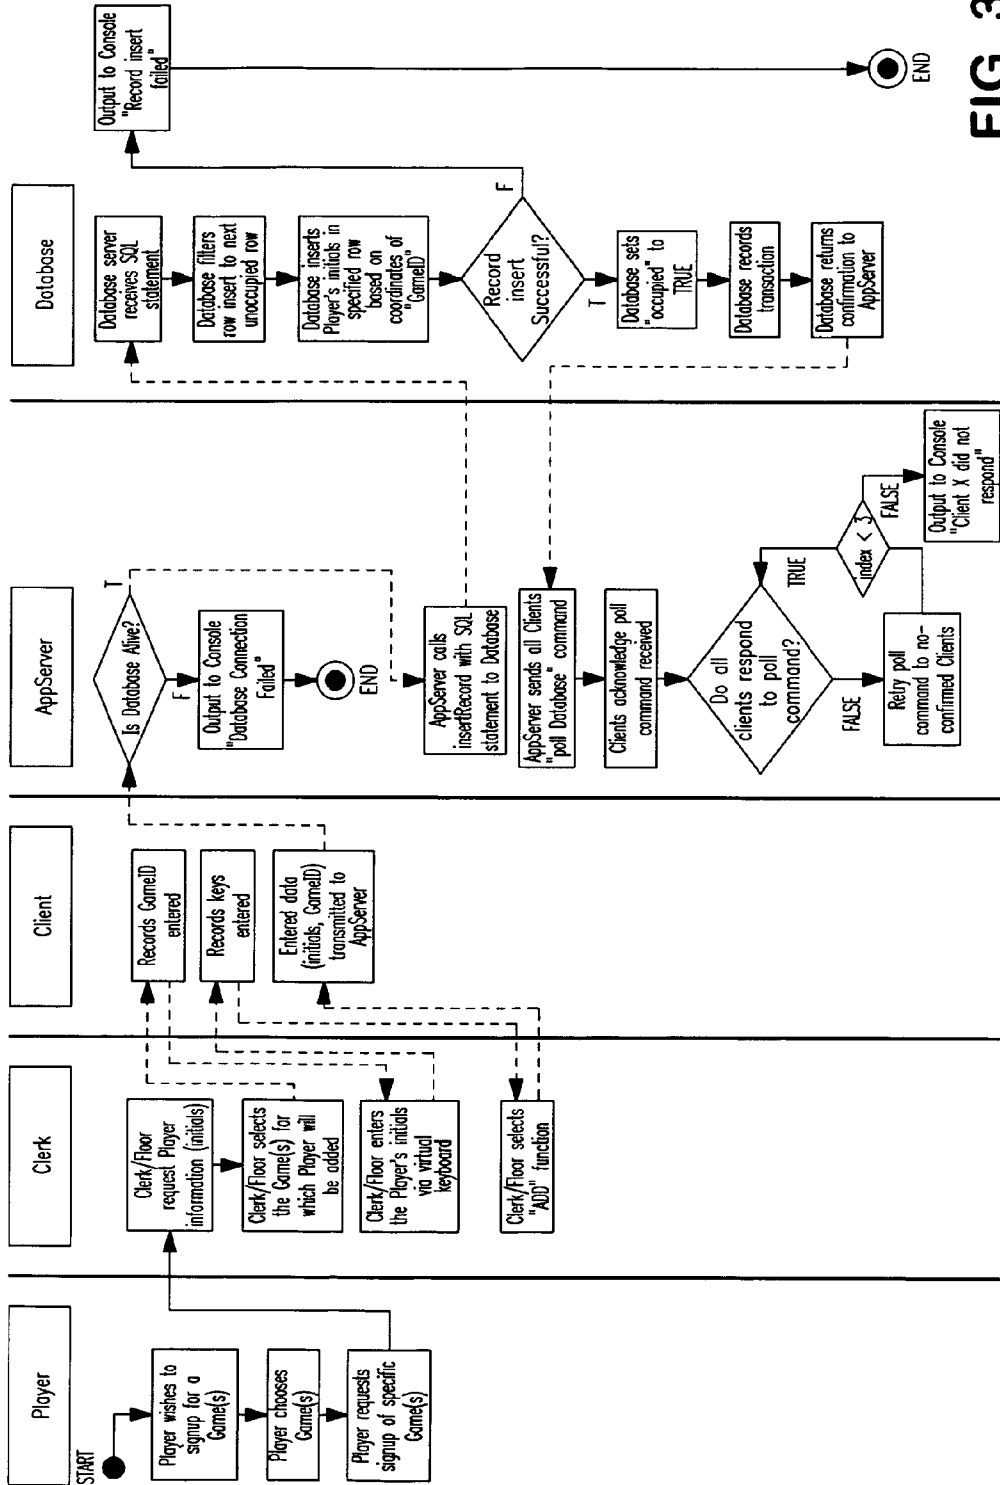 Player
START
Player wishes to
signup for a
Game(s)
Player chooses
Game(s)
Player requests
signup of specific
Game(s)
Clerk
Clerk/Floor
request Player
information (initials)
Clerk/Floor selects
the Game(s) for
which Player will
be added
Clerk/Floor enters
the Player's initials
via virtual
keyboard
Clerk/Floor selects
"ADD" function
Client
Records GameID
entered
Records keys
entered
Entered data
(initials, GameID)
transmitted to
AppServer
AppServer
Is Database Alive?
T
F
Output to Console
"Database Connection
Failed"
END
AppServer calls
insertRecord with SQL
statement to Database
AppServer sends all Clients
"poll Database" command
Clients acknowledge poll
command received
Do all
clients respond
to poll
command?
FALSE
Retry poll
command to no-
confirmed Clients
TRUE
index < 3
FALSE
Output to Console
"Client X did not
respond"
Database
Database server
receives SQL
statement
Database filters
row insert to next
unoccupied row
Database inserts
Player's initials in
specified row
based on
coordinates of
"GameID"
Record
insert
Successful?
F
T
Database sets
"occupied" to
TRUE
Database records
transaction
Database returns
confirmation to
AppServer
Output to Console
"Record insert
failed"
END
FIG 3